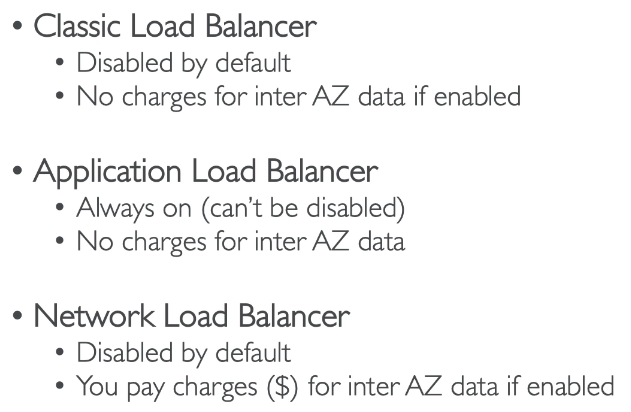 • Classic Load Balancer
• Disabled by default
• No charges for inter AZ data if enabled
• Application Load Balancer
• Always on (can't be disabled)
• No charges for inter AZ data
• Network Load Balancer
• Disabled by default
• You pay charges ($) for inter AZ data if enabled